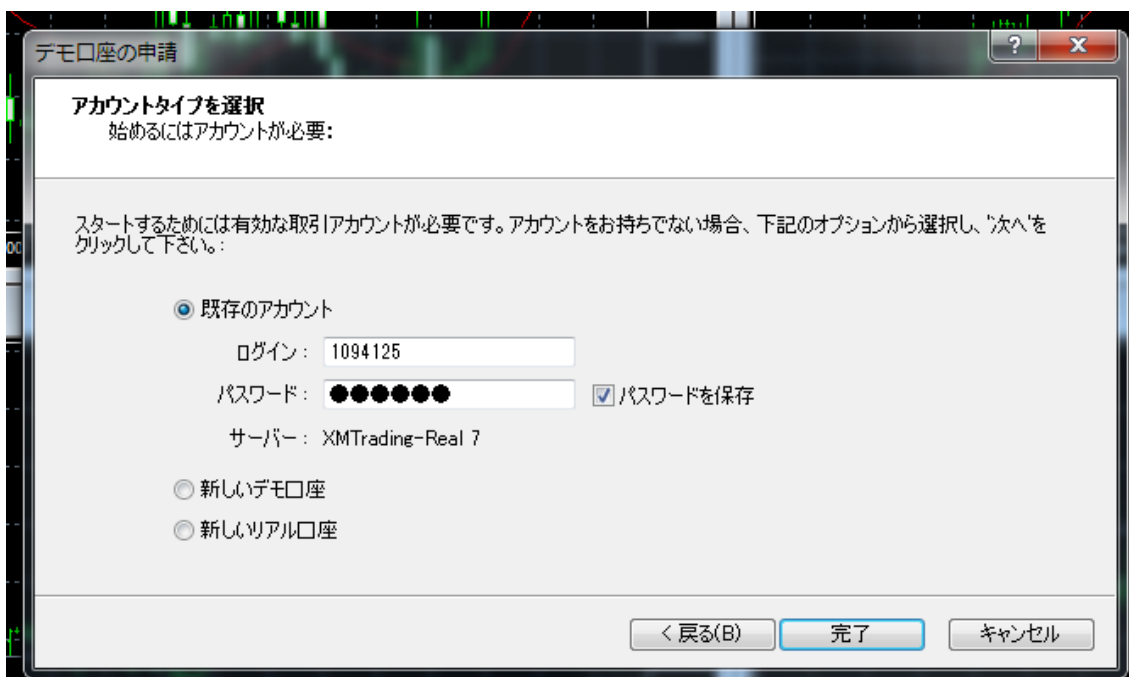 デモ口座の申請
?
X
アカウントタイプを選択
始めるにはアカウントが必要:
スタートするためには有効な取引アカウントが必要です。アカウントをお持ちでない場合、下記のオプションから選択し、'次へ'を
クリックして下さい。:
既存のアカウント
ログイン: 1094125
パスワード: ●●●●●● パスワードを保存
サーバー: XMTrading-Real 7
新しいデモ口座
新しいリアル口座
< 戻る(B) 完了 キャンセル